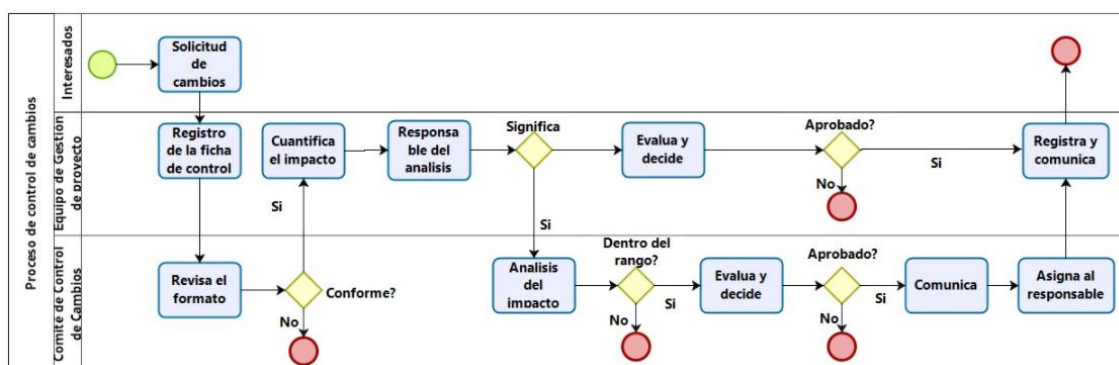 Proceso de control de cambios
Interesados
Solicitud
de
cambios
Equipo de Gestión
de proyecto
Registro
de la ficha
de control
Cuantifica
el impacto
Responsa
ble del
analisis
Significa
Evalua y
decide
Aprobado?
Si
No
Registra y
comunica
Si
Si
Comite de Control
de Cambios
Revisa el
formato
Conforme?
No
Analisis
del
impacto
Dentro del
rango?
Si
No
Evalua y
decide
Aprobado?
Si
No
Comunica
Asigna al
responsable